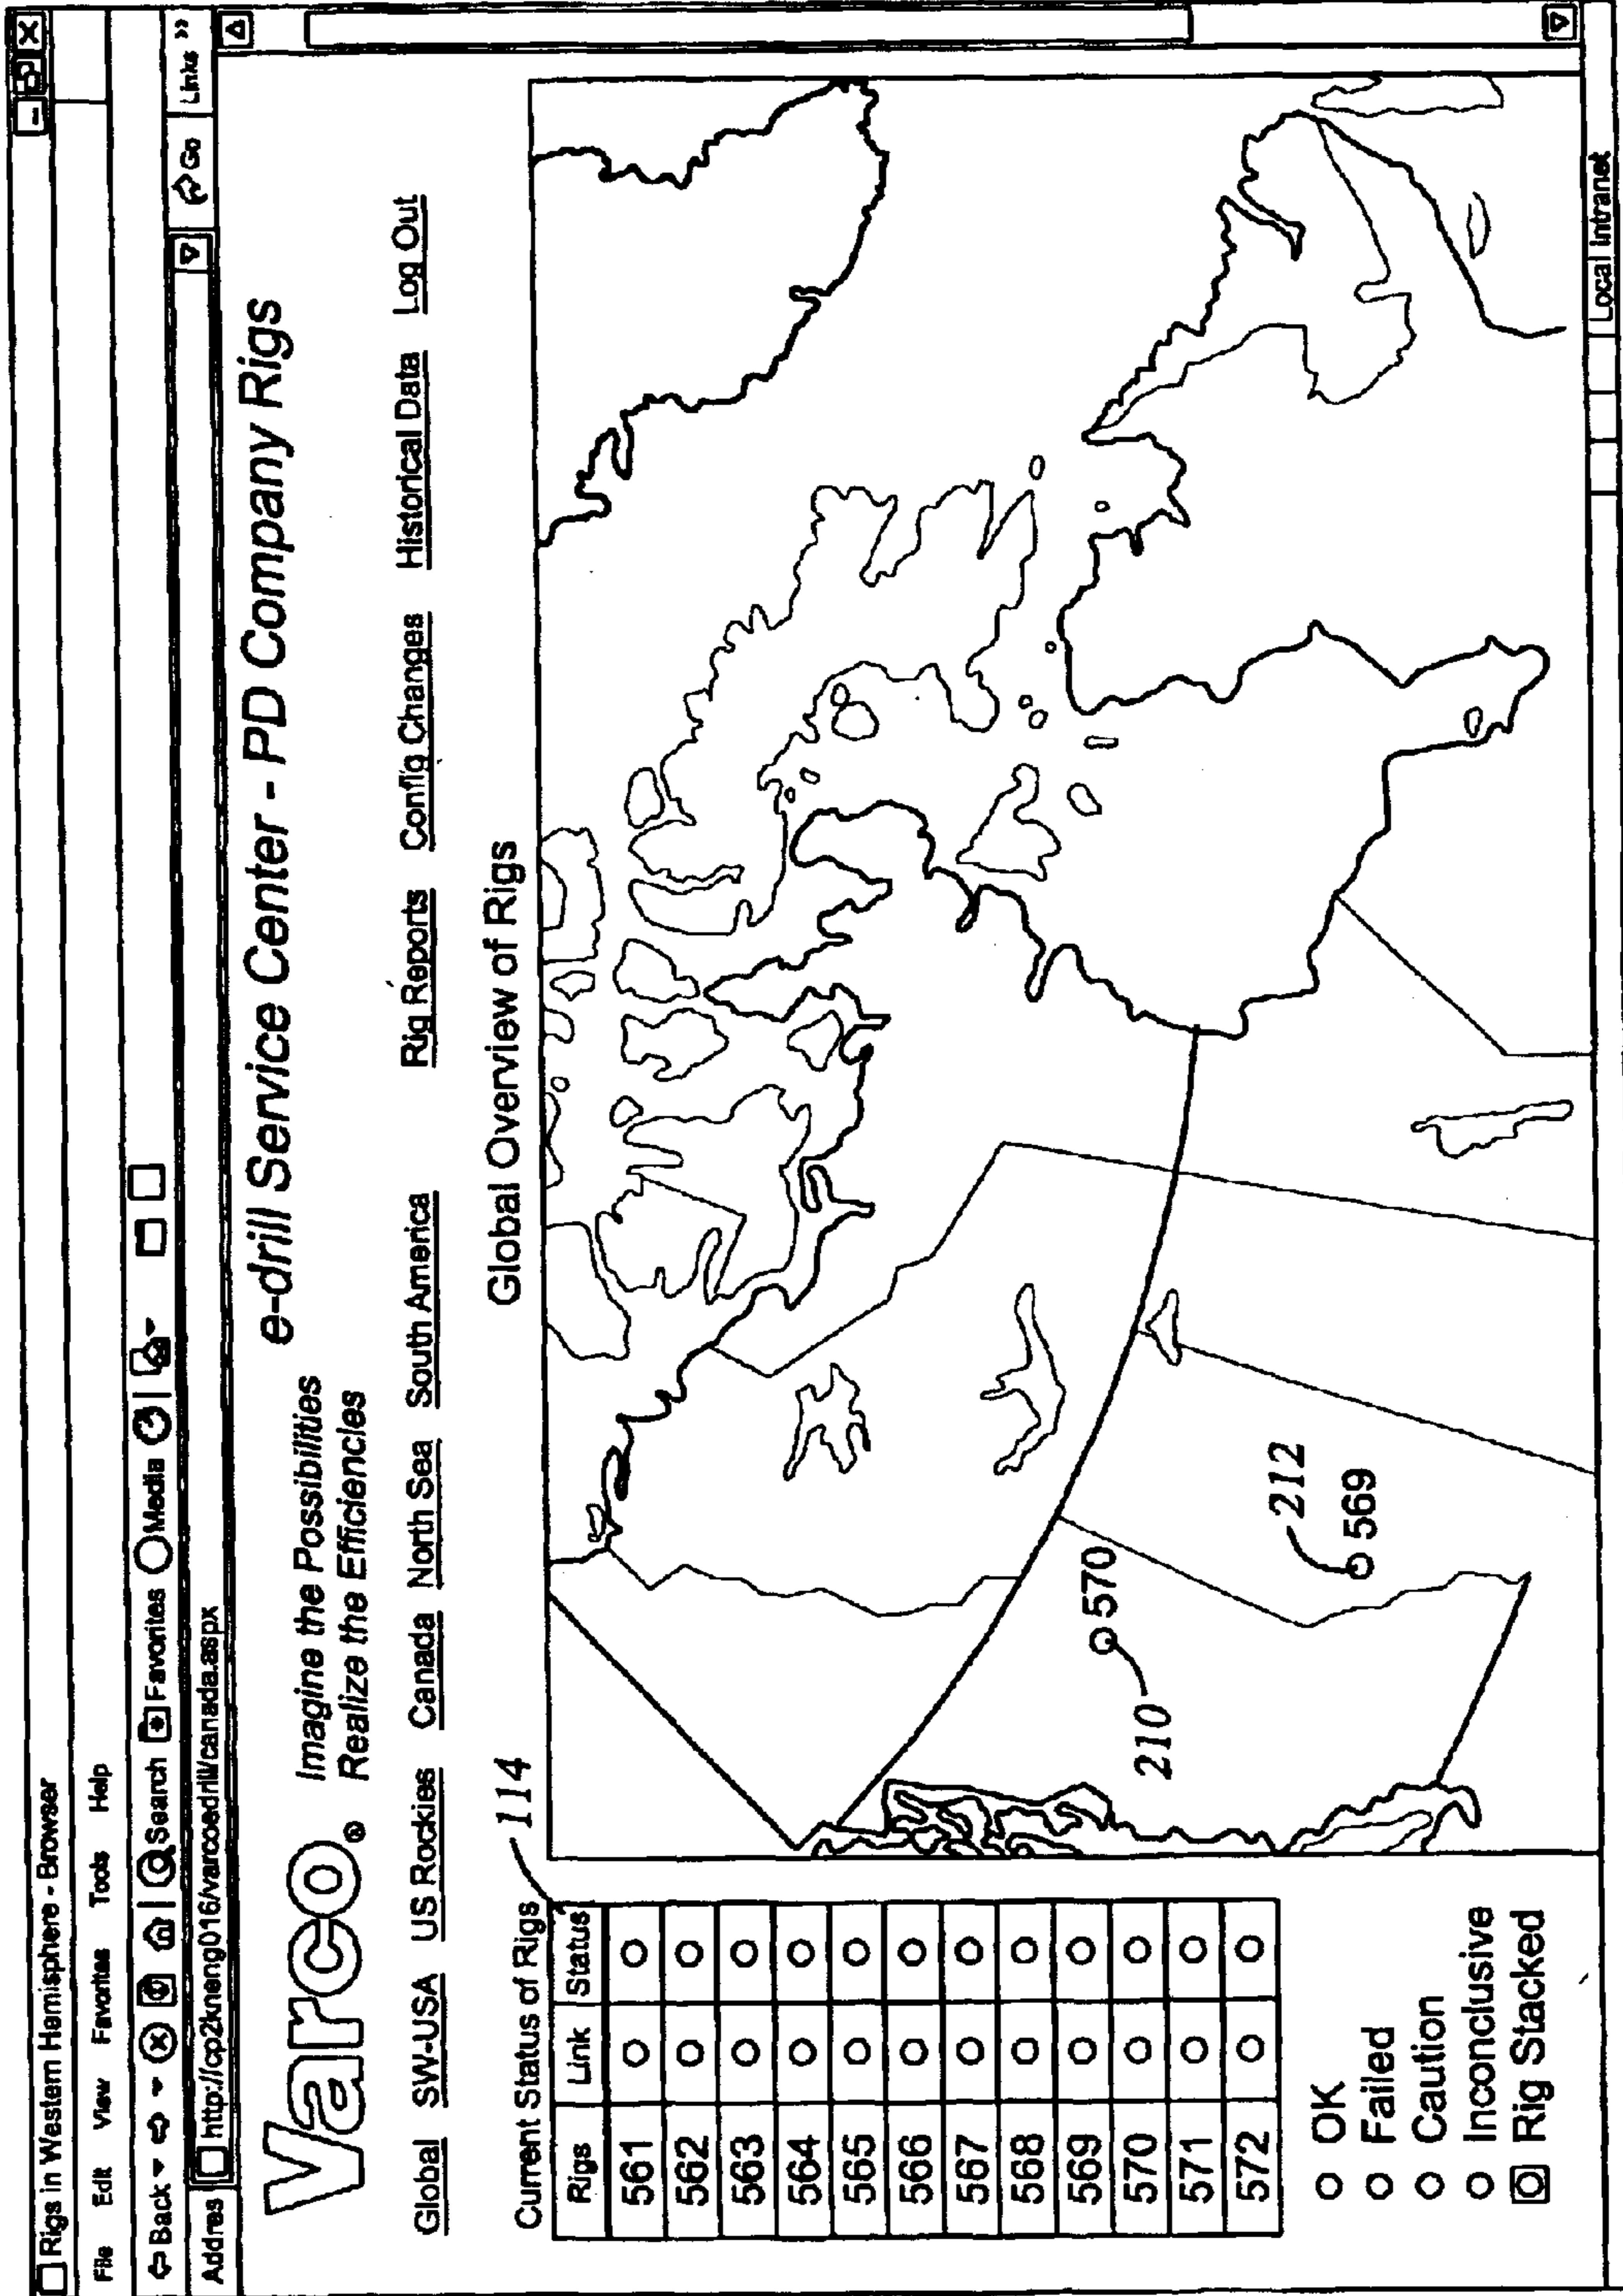 Rigs in Western Hemisphere - Browser
File Edit View Favorites Tools Help
Back Search Favorites Media
Addres http://cp2kneng016/varcoedrill/canada.aspx Go Links »
Varco® Imagine the Possibilities
Realize the Efficiencies
e-drill Service Center - PD Company Rigs
Global SW-USA US Rockies Canada North Sea South America Rig Reports Config Changes Historical Data Log Out
Current Status of Rigs 114 Global Overview of Rigs
Rigs Link Status
561
562
563
564
565
566
567
568
569
570
571
572
OK
Failed
Caution
Inconclusive
Rig Stacked
570
210
212
569
Local intranet